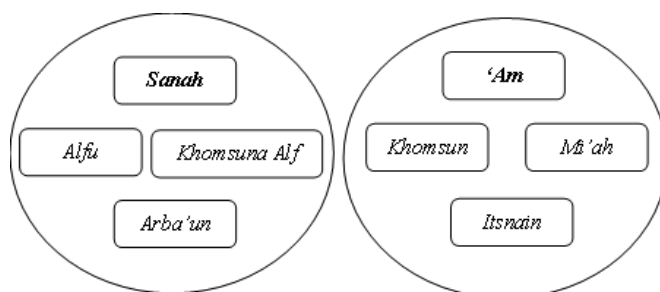 Sanah
Alfu
Khomsuna Alf
Arba'un
‘Am
Khomsun
Mi'ah
Itsnain